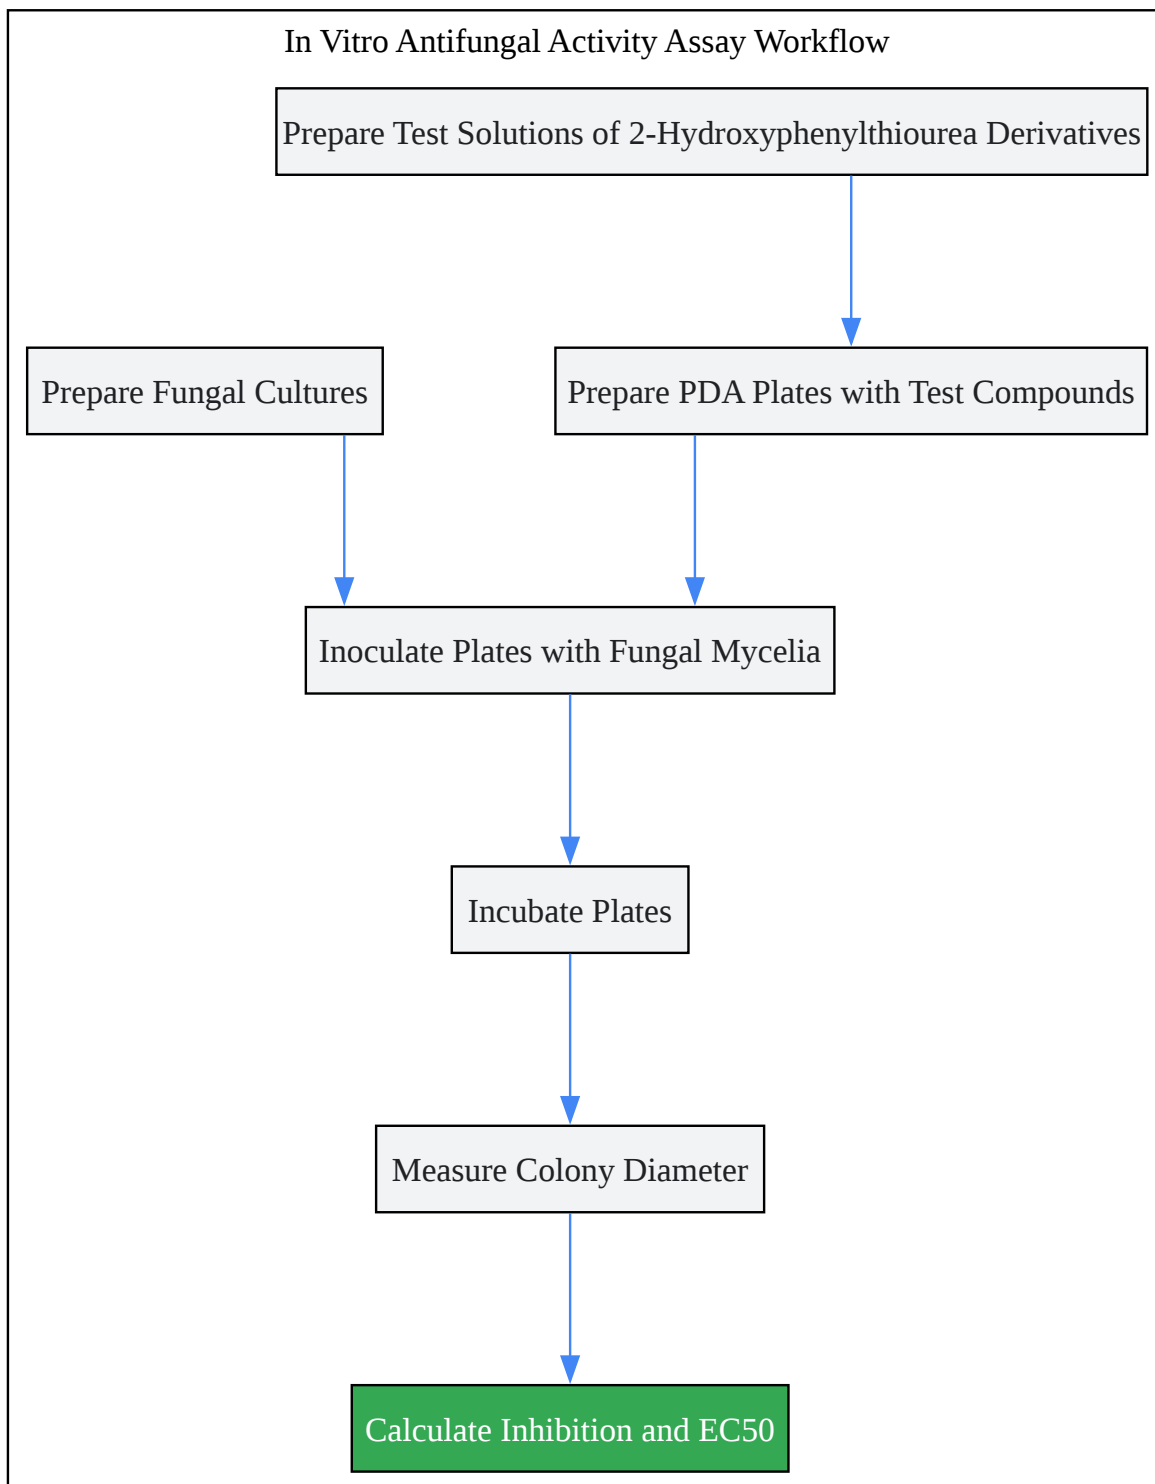 In Vitro Antifungal Activity Assay Workflow
Prepare Test Solutions of 2-Hydroxyphenylthiourea Derivatives
Prepare Fungal Cultures
Prepare PDA Plates with Test Compounds
Inoculate Plates with Fungal Mycelia
Incubate Plates
Measure Colony Diameter
Calculate Inhibition and EC50